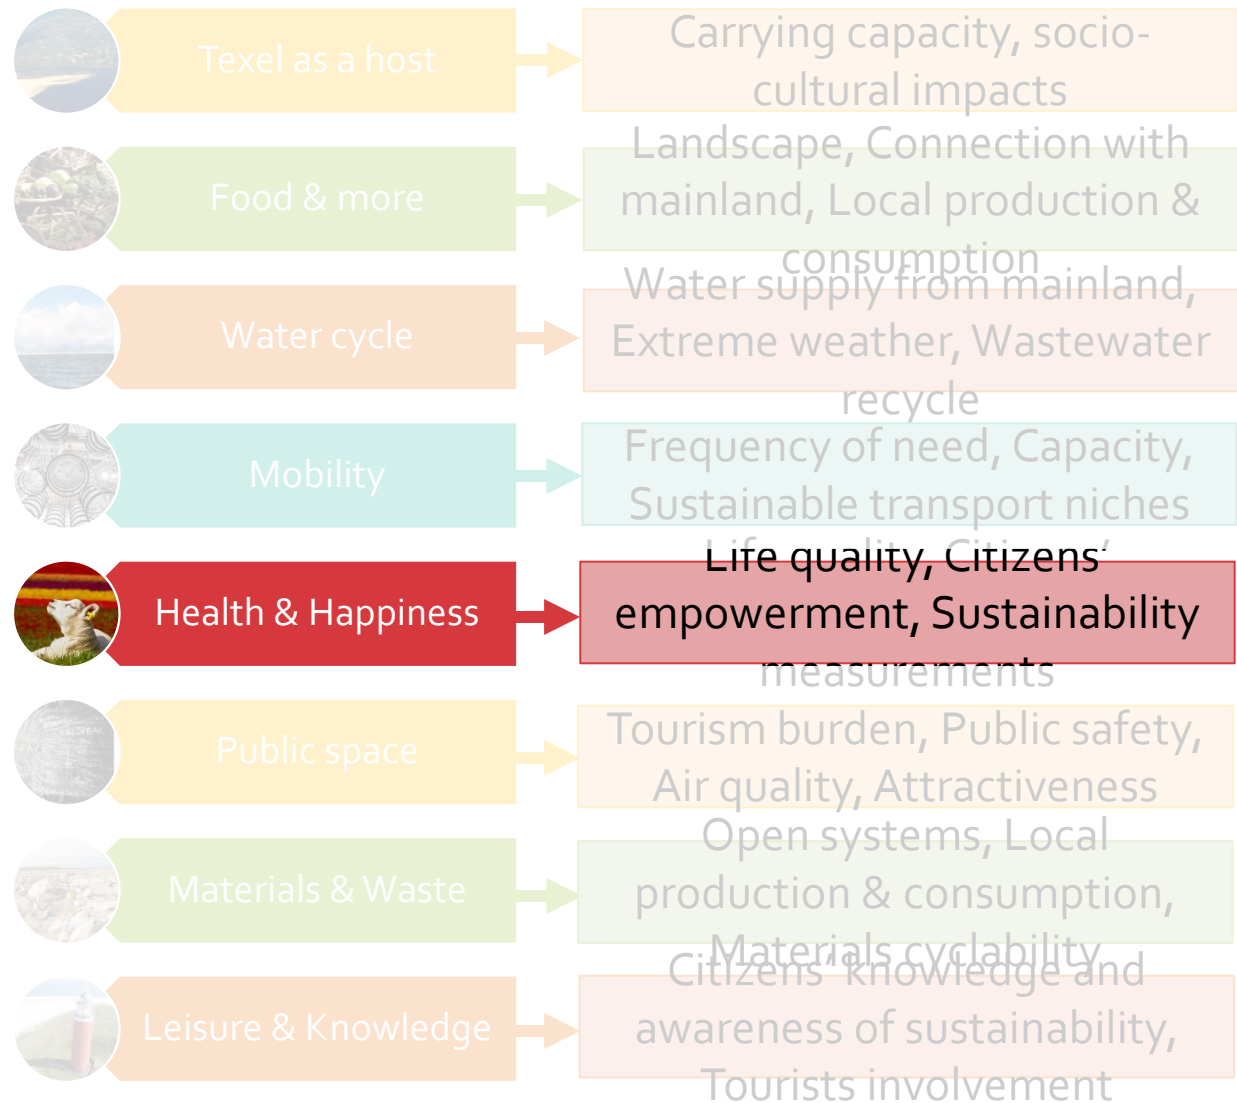 Texel as a host
Carrying capacity, socio-
cultural impacts
Food & more
Landscape, Connection with
mainland, Local production &
consumption
Water cycle
Water supply from mainland,
Extreme weather, Wastewater
recycle
Mobility
Frequency of need, Capacity,
Sustainable transport niches
Health & Happiness
Life quality, Citizens’
empowerment, Sustainability
measurements
Public space
Tourism burden, Public safety,
Air quality, Attractiveness
Materials & Waste
Open systems, Local
production & consumption,
Materials cyclability
Leisure & Knowledge
Citizens’ knowledge and
awareness of sustainability,
Tourists involvement
SPEAK